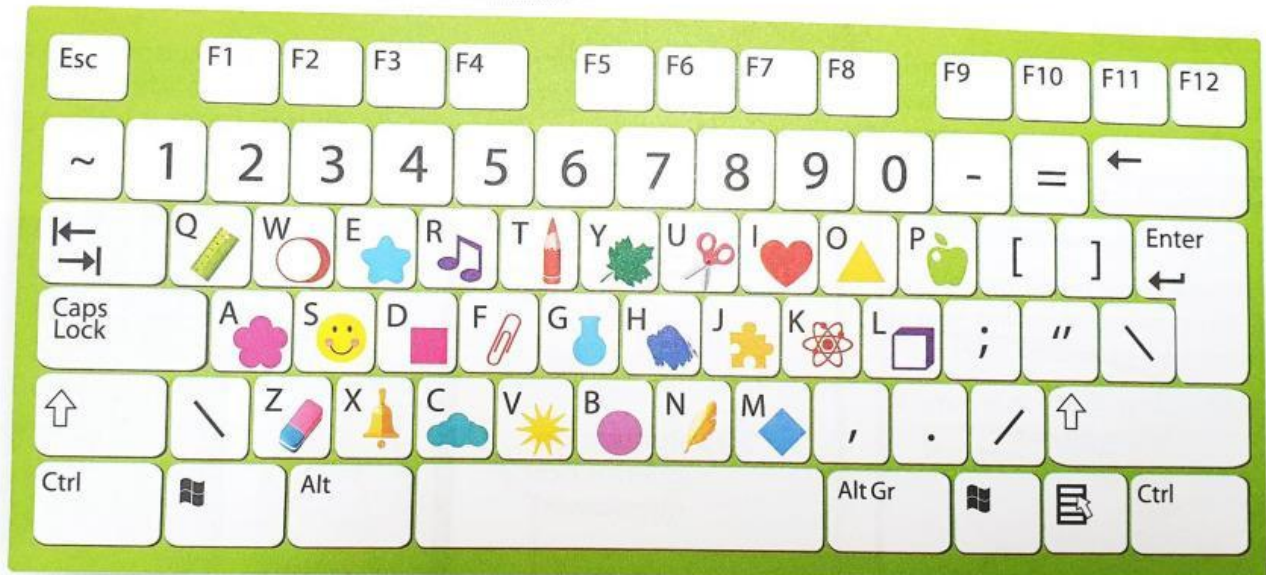 Esc F1 F2 F3 F4 F5 F6 F7 F8 F9 F10 F11 F12
~ 1 2 3 4 5 6 7 8 9 0 - = ←
Q W E R T Y U I O P [ ] Enter
Caps Lock A S D F G H J K L ; " \
\ Z X C V B N M , . /
Ctrl Alt Alt Gr Ctrl